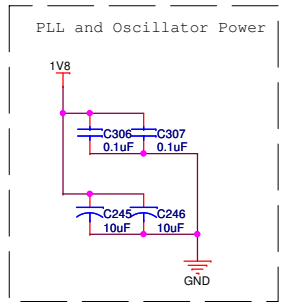 PLL and Oscillator Power
1V8
C306 C307
0.1uF 0.1uF
C245 C246
10uF 10uF
GND